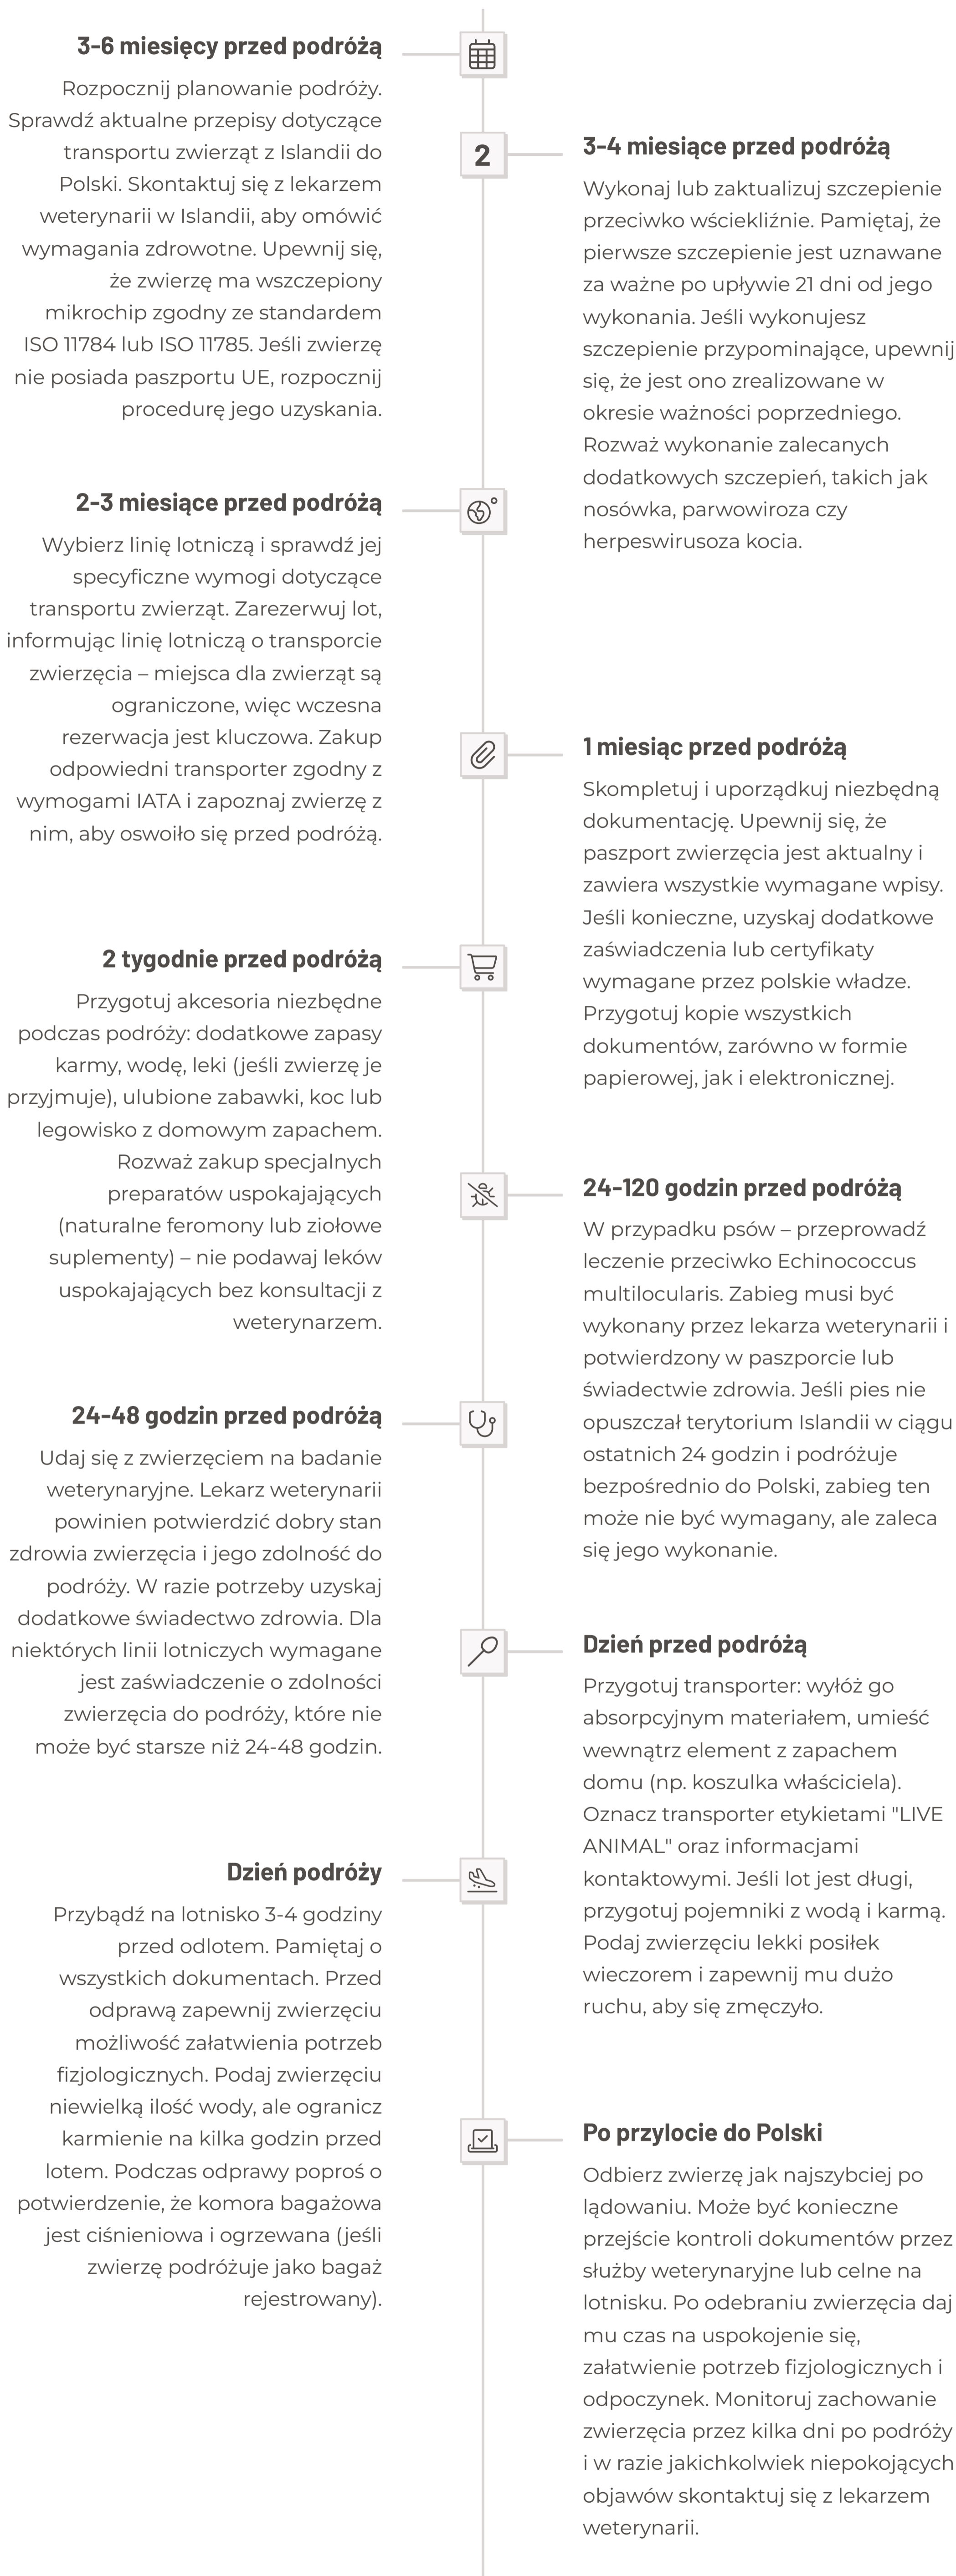 3-6 miesięcy przed podróżą
Rozpocznij planowanie podróży.
Sprawdź aktualne przepisy dotyczące
transportu zwierząt z Islandii do
Polski. Skontaktuj się z lekarzem
weterynarii w Islandii, aby omówić
wymagania zdrowotne. Upewnij się,
że zwierzę ma wszczepiony
mikrochip zgodny ze standardem
ISO 11784 lub ISO 11785. Jeśli zwierzę
nie posiada paszportu UE, rozpocznij
procedurę jego uzyskania.
2
3-4 miesiące przed podróżą
Wykonaj lub zaktualizuj szczepienie
przeciwko wściekliźnie. Pamiętaj, że
pierwsze szczepienie jest uznawane
za ważne po upływie 21 dni od jego
wykonania. Jeśli wykonujesz
szczepienie przypominające, upewnij
się, że jest ono zrealizowane w
okresie ważności poprzedniego.
Rozważ wykonanie zalecanych
dodatkowych szczepień, takich jak
nosówka, parwowiroza czy
herpeswirusoza kocia.
2-3 miesiące przed podróżą
Wybierz linię lotniczą i sprawdź jej
specyficzne wymogi dotyczące
transportu zwierząt. Zarezerwuj lot,
informując linię lotniczą o transporcie
zwierzęcia – miejsca dla zwierząt są
ograniczone, więc wczesna
rezerwacja jest kluczowa. Zakup
odpowiedni transporter zgodny z
wymogami IATA i zapoznaj zwierzę z
nim, aby oswoiło się przed podróżą.
1 miesiąc przed podróżą
Skompletuj i uporządkuj niezbędną
dokumentację. Upewnij się, że
paszport zwierzęcia jest aktualny i
zawiera wszystkie wymagane wpisy.
Jeśli konieczne, uzyskaj dodatkowe
zaświadczenia lub certyfikaty
wymagane przez polskie władze.
Przygotuj kopie wszystkich
dokumentów, zarówno w formie
papierowej, jak i elektronicznej.
2 tygodnie przed podróżą
Przygotuj akcesoria niezbędne
podczas podróży: dodatkowe zapasy
karmy, wodę, leki (jeśli zwierzę je
przyjmuje), ulubione zabawki, koc lub
legowisko z domowym zapachem.
Rozważ zakup specjalnych
preparatów uspokajających
(naturalne feromony lub ziołowe
suplementy) – nie podawaj leków
uspokajających bez konsultacji z
weterynarzem.
24-120 godzin przed podróżą
W przypadku psów – przeprowadź
leczenie przeciwko Echinococcus
multilocularis. Zabieg musi być
wykonany przez lekarza weterynarii i
potwierdzony w paszporcie lub
świadectwie zdrowia. Jeśli pies nie
opuszczał terytorium Islandii w ciągu
ostatnich 24 godzin i podróżuje
bezpośrednio do Polski, zabieg ten
może nie być wymagany, ale zaleca
się jego wykonanie.
24-48 godzin przed podróżą
Udaj się z zwierzęciem na badanie
weterynaryjne. Lekarz weterynarii
powinien potwierdzić dobry stan
zdrowia zwierzęcia i jego zdolność do
podróży. W razie potrzeby uzyskaj
dodatkowe świadectwo zdrowia. Dla
niektórych linii lotniczych wymagane
jest zaświadczenie o zdolności
zwierzęcia do podróży, które nie
może być starsze niż 24-48 godzin.
Dzień przed podróżą
Przygotuj transporter: wyłóż go
absorpcyjnym materiałem, umieść
wewnątrz element z zapachem
domu (np. koszulka właściciela).
Oznacz transporter etykietami "LIVE
ANIMAL" oraz informacjami
kontaktowymi. Jeśli lot jest długi,
przygotuj pojemniki z wodą i karmą.
Podaj zwierzęciu lekki posiłek
wieczorem i zapewnij mu dużo
ruchu, aby się zmęczyło.
Dzień podróży
Przybądź na lotnisko 3-4 godziny
przed odlotem. Pamiętaj o
wszystkich dokumentach. Przed
odprawą zapewnij zwierzęciu
możliwość załatwienia potrzeb
fizjologicznych. Podaj zwierzęciu
niewielką ilość wody, ale ogranicz
karmienie na kilka godzin przed
lotem. Podczas odprawy poproś o
potwierdzenie, że komora bagażowa
jest ciśnieniowa i ogrzewana (jeśli
zwierzę podróżuje jako bagaż
rejestrowany).
Po przylocie do Polski
Odbierz zwierzę jak najszybciej po
lądowaniu. Może być konieczne
przejście kontroli dokumentów przez
służby weterynaryjne lub celne na
lotnisku. Po odebraniu zwierzęcia daj
mu czas na uspokojenie się,
załatwienie potrzeb fizjologicznych i
odpoczynek. Monitoruj zachowanie
zwierzęcia przez kilka dni po podróży
i w razie jakichkolwiek niepokojących
objawów skontaktuj się z lekarzem
weterynarii.